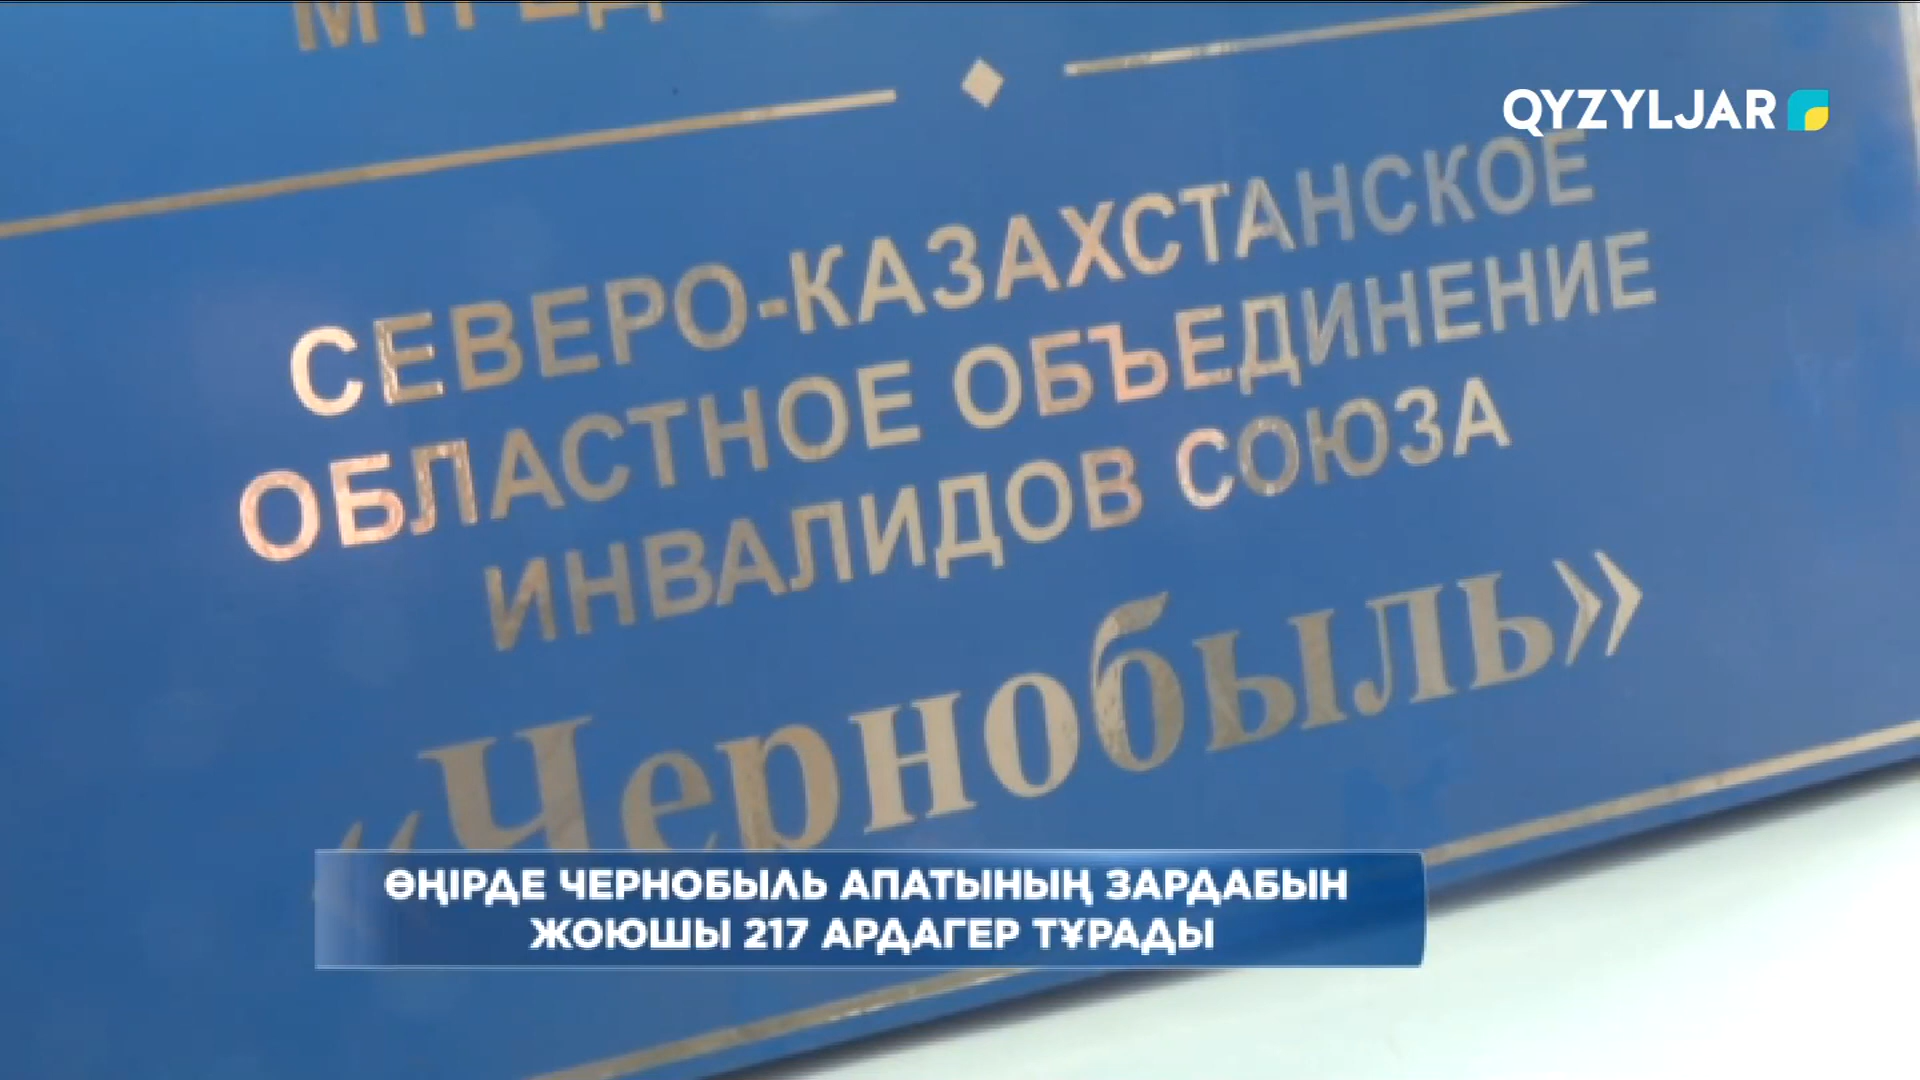 QYZYLJAR
СЕВЕРО-КАЗАХСТАНСКОЕ
ОБЛАСТНОЕ ОБЪЕДИНЕНИЕ
ИНВАЛИДОВ СОЮЗА
«Чернобыль»
ӨҢІРДЕ ЧЕРНОБЫЛЬ АПАТЫНЫҢ ЗАРДАБЫН
ЖОЮШЫ 217 АРДАГЕР ТҰРАДЫ